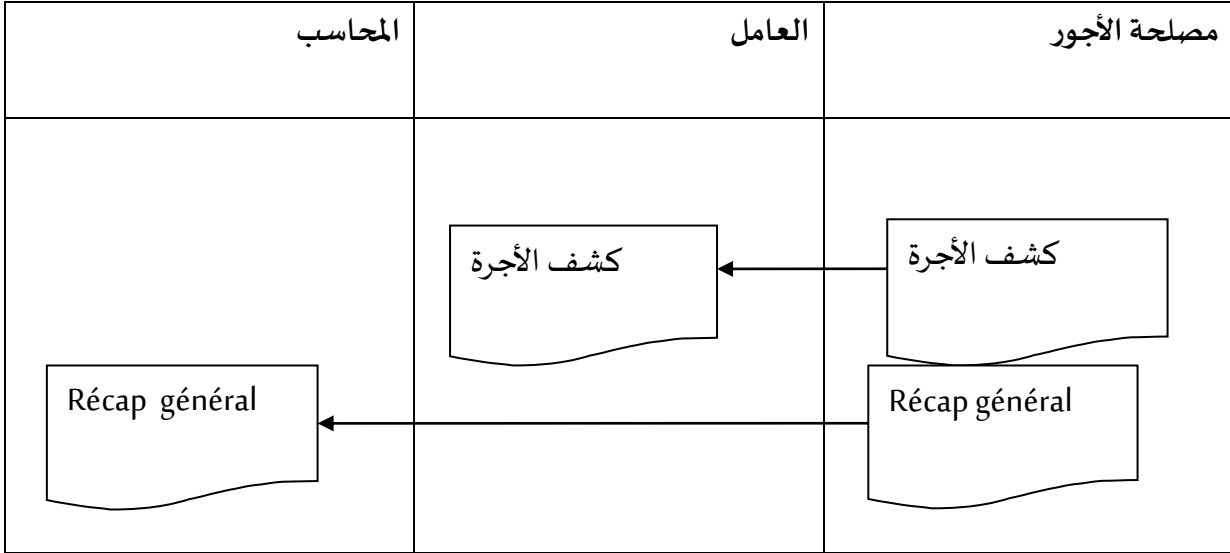 مصلحة الأجور
العامل
المحاسب
كشف الأجرة
كشف الأجرة
Récap général
Récap général